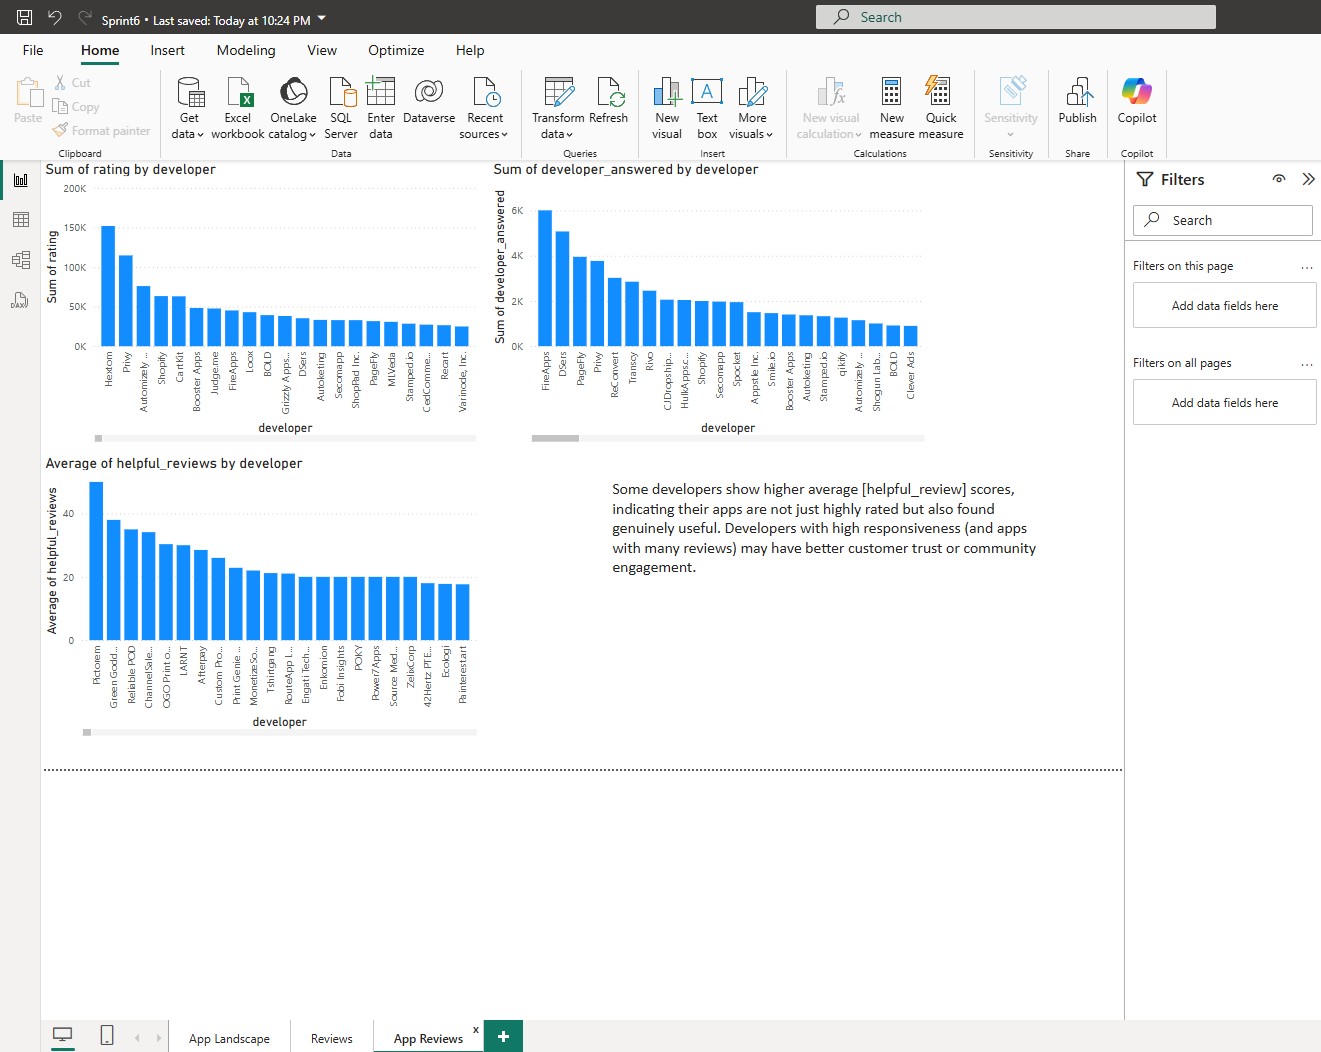 Sprint6 • Last saved: Today at 10:24 PM
Search
File Home Insert Modeling View Optimize Help
Paste
Cut
Copy
Format painter
Get data
Excel workbook
OneLake catalog
SQL Server
Enter data
Dataverse
Recent sources
Transform data
Refresh
New visual
Text box
More visuals
New visual calculation
New measure
Quick measure
Sensitivity
Publish
Copilot
Clipboard Data Queries Insert Calculations Sensitivity Share Copilot
Sum of rating by developer
Sum of rating
200K
150K
100K
50K
0K
Hextom
Privy
Automizely ...
Shopify
CartKit
Booster Apps
Judge.me
FireApps
Loox
BOLD
Grizzly Apps...
DSers
Autoketing
Secomapp
ShopPad Inc.
PageFly
MLVeda
Stamped.io
CedComme...
Recart
Varinode, Inc.
developer
Sum of developer_answered by developer
Sum of developer_answered
6K
4K
2K
0K
FireApps
DSers
PageFly
Privy
ReConvert
Transcy
Rivo
CJDropship...
HulkAppsc...
Shopify
Secomapp
Spocket
Appstle Inc.
Smile.io
Booster Apps
Autoketing
Stamped.io
qikify
Automizely ...
Shogun Lab...
BOLD
Clever Ads
developer
Average of helpful_reviews by developer
Average of helpful_reviews
40
20
0
Pictorem
Green Godd...
Reliable POD
ChannelSale...
OGO Print o...
LARNT
Afterpay
Custom Pro...
Print Genie ...
MonetizeSo...
Tshirtgang
RouteApp L...
Engati Tech...
Enkomion
Fobi Insights
POKY
Power7Apps
Source Med...
ZelixCorp
42Hertz PTE...
Ecologi
Painterestart
developer
Some developers show higher average [helpful_review] scores,
indicating their apps are not just highly rated but also found
genuinely useful. Developers with high responsiveness (and apps
with many reviews) may have better customer trust or community
engagement.
Filters
Search
Filters on this page ...
Add data fields here
Filters on all pages ...
Add data fields here
App Landscape
Reviews
App Reviews x
+
DAX